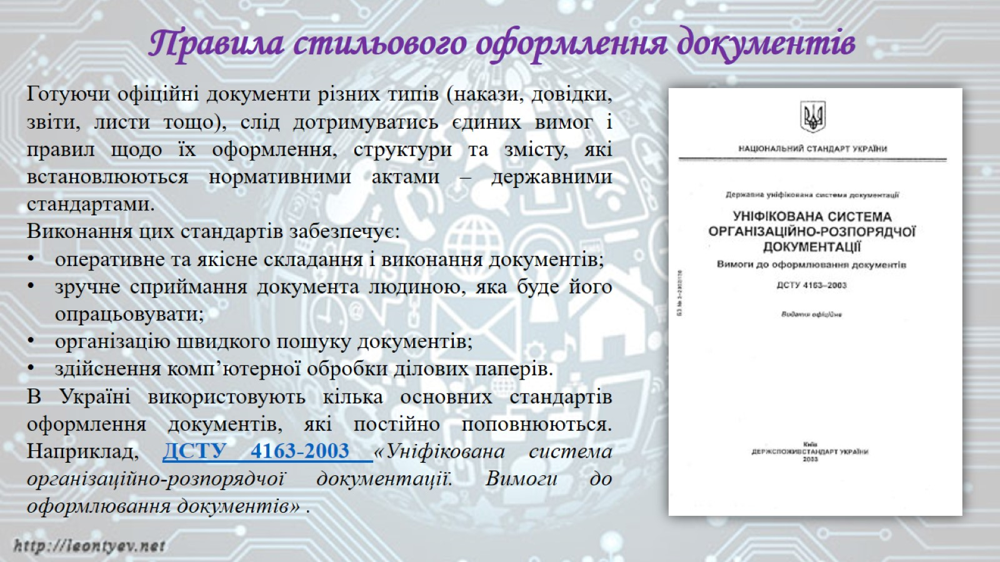 Правила стильового оформлення документів
Готуючи офіційні документи різних типів (накази, довідки,
звіти, листи тощо), слід дотримуватись єдиних вимог і
правил щодо їх оформлення, структури та змісту, які
встановлюються нормативними актами – державними
стандартами.
Виконання цих стандартів забезпечує:
• оперативне та якісне складання і виконання документів;
• зручне сприймання документа людиною, яка буде його
опрацьовувати;
• організацію швидкого пошуку документів;
• здійснення комп’ютерної обробки ділових паперів.
В Україні використовують кілька основних стандартів
оформлення документів, які постійно поповнюються.
Наприклад, ДСТУ 4163-2003 «Уніфікована система
організаційно-розпорядчої документації. Вимоги до
оформлювання документів» .
НАЦІОНАЛЬНИЙ СТАНДАРТ УКРАЇНИ
Державна уніфікована система документації
УНІФІКОВАНА СИСТЕМА
ОРГАНІЗАЦІЙНО-РОЗПОРЯДЧОЇ
ДОКУМЕНТАЦІЇ
Вимоги до оформлювання документів
ДСТУ 4163–2003
Видання офіційне
Київ
ДЕРЖСПОЖИВСТАНДАРТ УКРАЇНИ
2003
http://leontyev.net